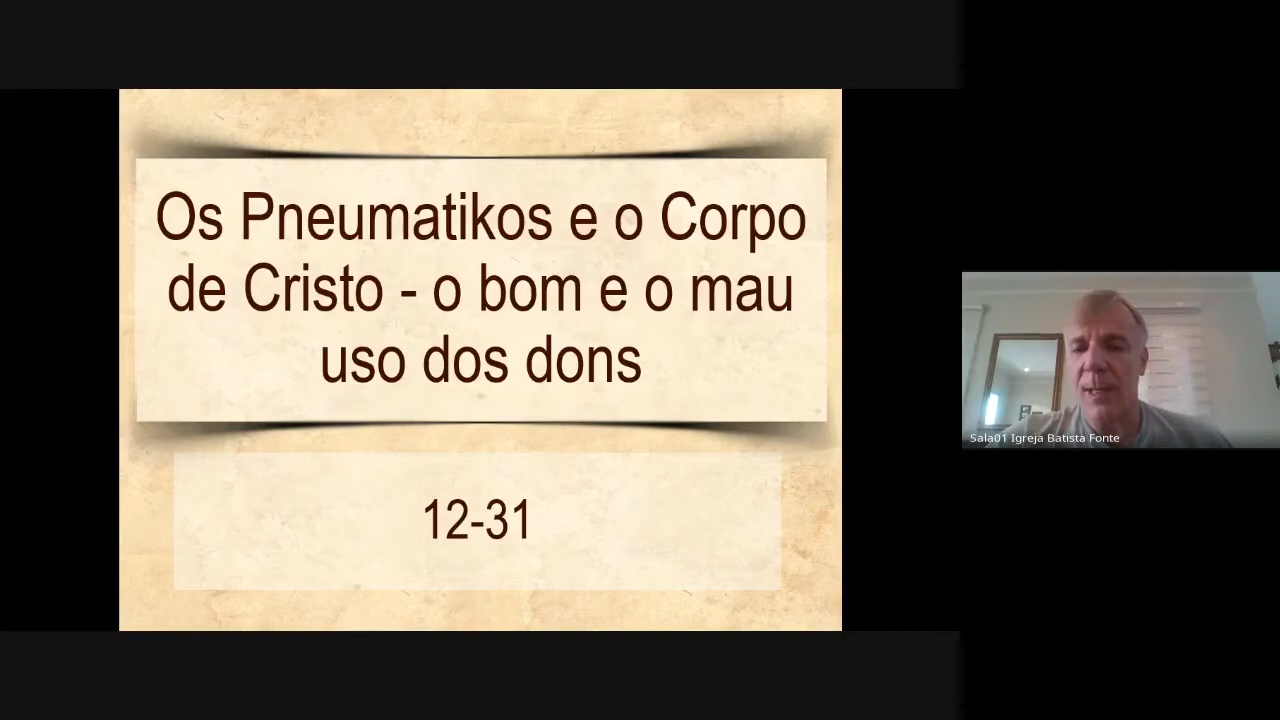 Os Pneumatikos e o Corpo
de Cristo - o bom e o mau
uso dos dons
12-31
Sala01 Igreja Batista Fonte